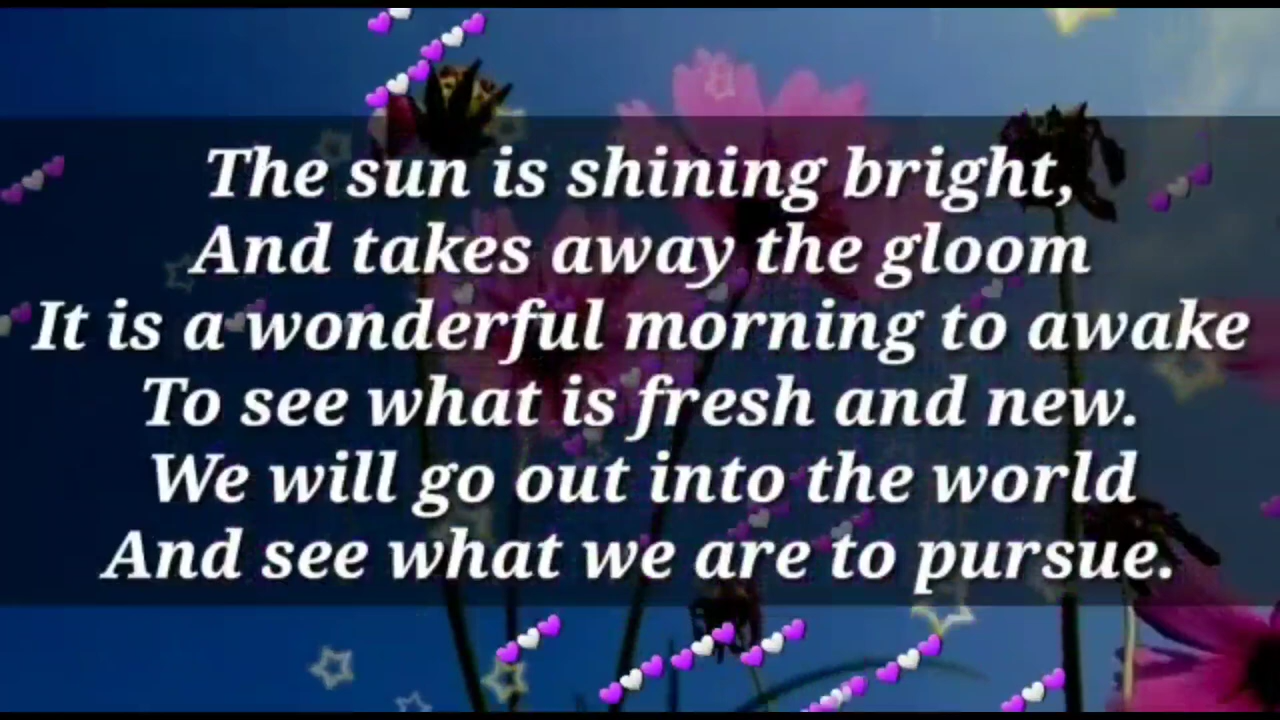 The sun is shining bright,
And takes away the gloom
It is a wonderful morning to awake
To see what is fresh and new.
We will go out into the world
And see what we are to pursue.